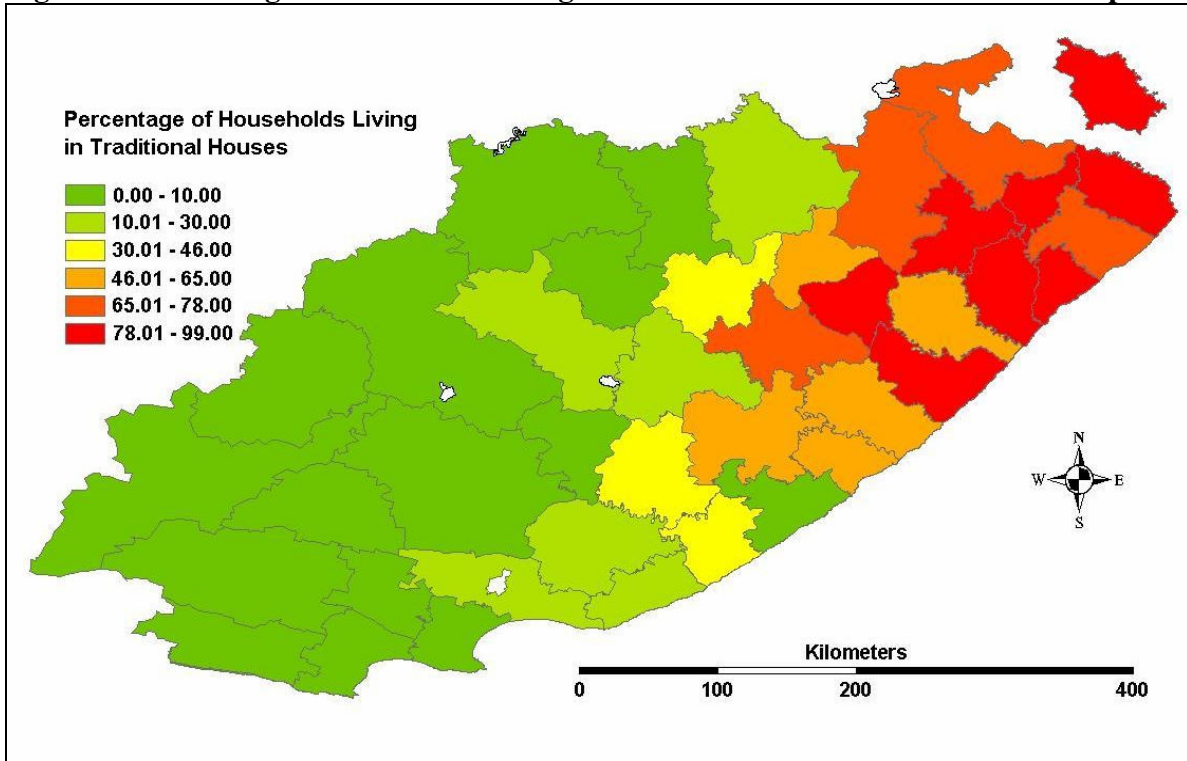 Percentage of Households Living
in Traditional Houses
0.00 - 10.00
10.01 - 30.00
30.01 - 46.00
46.01 - 65.00
65.01 - 78.00
78.01 - 99.00
N
W E
S
Kilometers
0 100 200 400